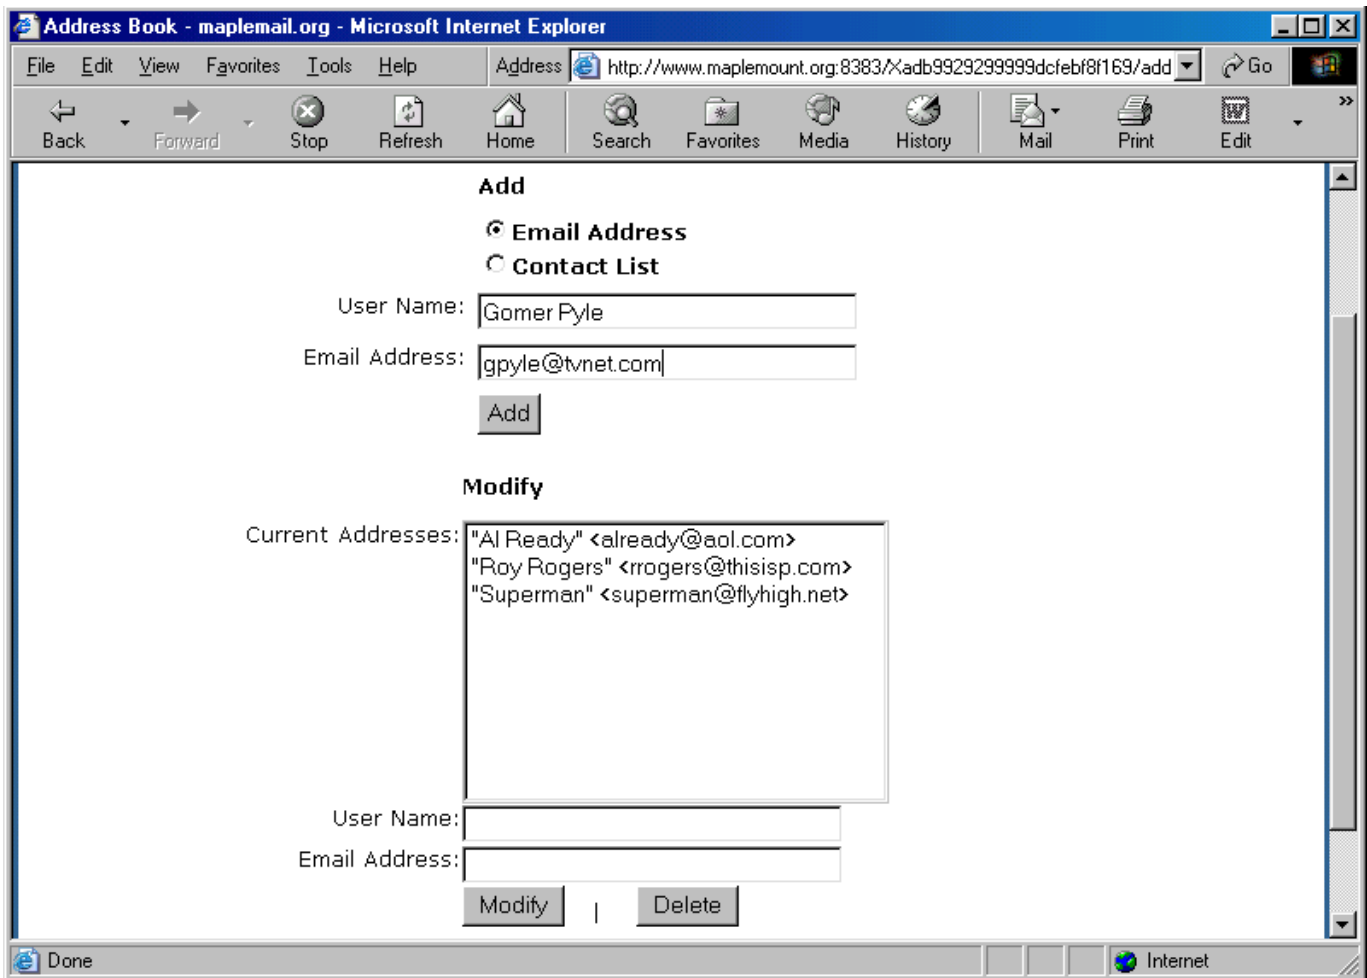 Address Book - maplemail.org - Microsoft Internet Explorer
File Edit View Favorites Tools Help Address http://www.maplemount.org:8383/Xadb9929299999dcfebf8f169/add Go
Back Forward Stop Refresh Home Search Favorites Media History Mail Print Edit »
Add
Email Address
Contact List
User Name: Gomer Pyle
Email Address: gpyle@tvnet.com
Add
Modify
Current Addresses: "Al Ready" <already@aol.com>
"Roy Rogers" <rrogers@thisisp.com>
"Superman" <superman@flyhigh.net>
User Name:
Email Address:
Modify | Delete
Done Internet